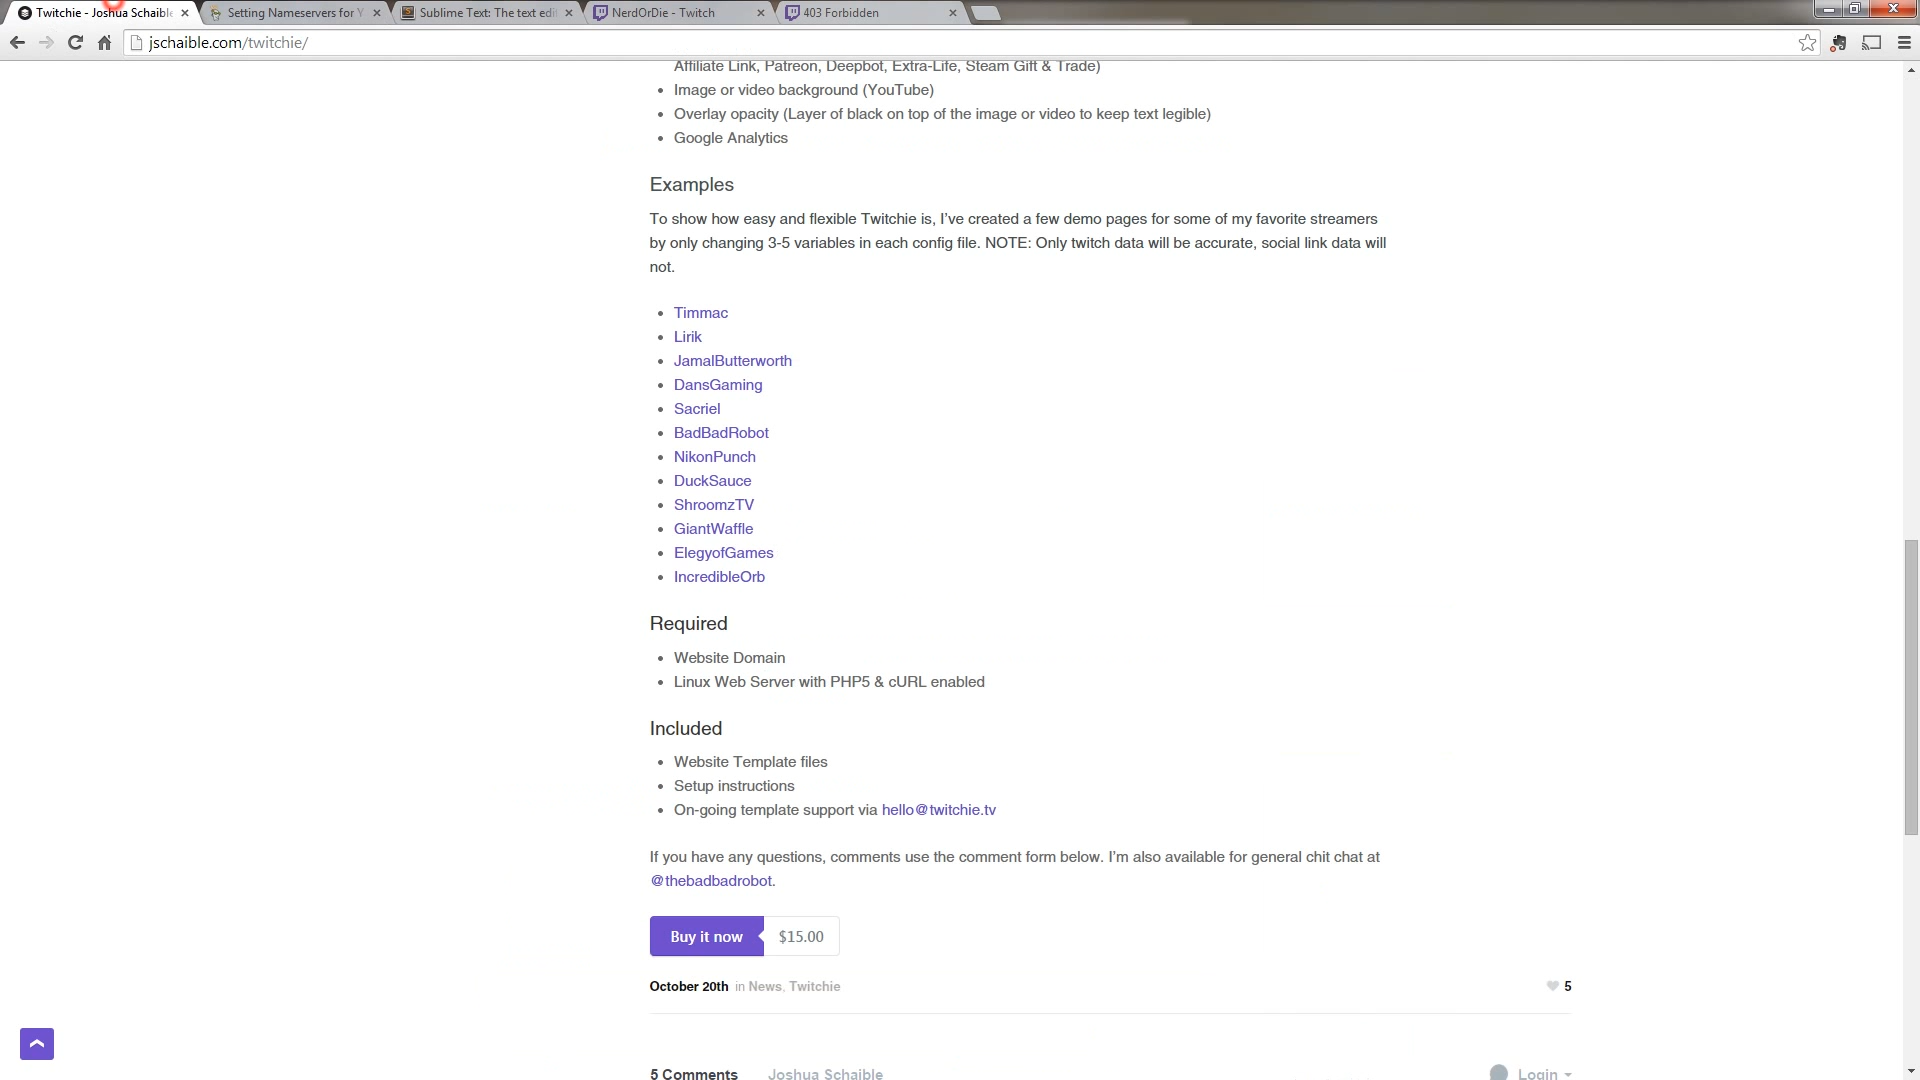 Twitchie - Joshua Schaible
Setting Nameservers for Y
Sublime Text: The text edi
NerdOrDie - Twitch
403 Forbidden
jschaible.com/twitchie/
Affiliate Link, Patreon, Deepbot, Extra-Life, Steam Gift & Trade)
Image or video background (YouTube)
Overlay opacity (Layer of black on top of the image or video to keep text legible)
Google Analytics
Examples
To show how easy and flexible Twitchie is, I've created a few demo pages for some of my favorite streamers
by only changing 3-5 variables in each config file. NOTE: Only twitch data will be accurate, social link data will
not.
Timmac
Lirik
JamalButterworth
DansGaming
Sacriel
BadBadRobot
NikonPunch
DuckSauce
ShroomzTV
GiantWaffle
ElegyofGames
IncredibleOrb
Required
Website Domain
Linux Web Server with PHP5 & cURL enabled
Included
Website Template files
Setup instructions
On-going template support via hello@twitchie.tv
If you have any questions, comments use the comment form below. I'm also available for general chit chat at
@thebadbadrobot.
Buy it now $15.00
October 20th in News, Twitchie 5
5 Comments Joshua Schaible Login